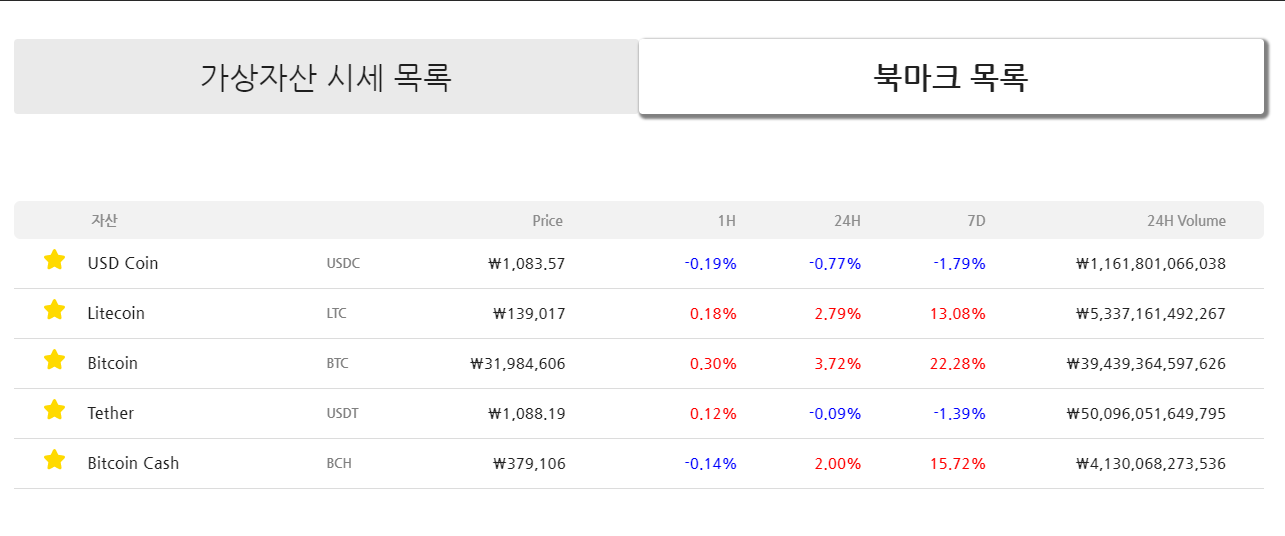 가상자산 시세 목록 북마크 목록
자산 Price 1H 24H 7D 24H Volume
USD Coin USDC ₩1,083.57 -0.19% -0.77% -1.79% ₩1,161,801,066,038
Litecoin LTC ₩139,017 0.18% 2.79% 13.08% ₩5,337,161,492,267
Bitcoin BTC ₩31,984,606 0.30% 3.72% 22.28% ₩39,439,364,597,626
Tether USDT ₩1,088.19 0.12% -0.09% -1.39% ₩50,096,051,649,795
Bitcoin Cash BCH ₩379,106 -0.14% 2.00% 15.72% ₩4,130,068,273,536